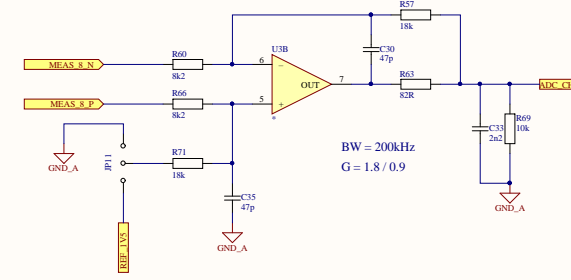 R57
18k
C30
47p
U3B
R60
8k2
MEAS_8_N
6
OUT
7
R63
82R
ADC_C
R66
8k2
MEAS_8_P
5
C33
2n2
R69
10k
BW = 200kHz
G = 1.8 / 0.9
GND_A
JP11
R71
18k
C35
47p
GND_A
GND_A
REF_1V5